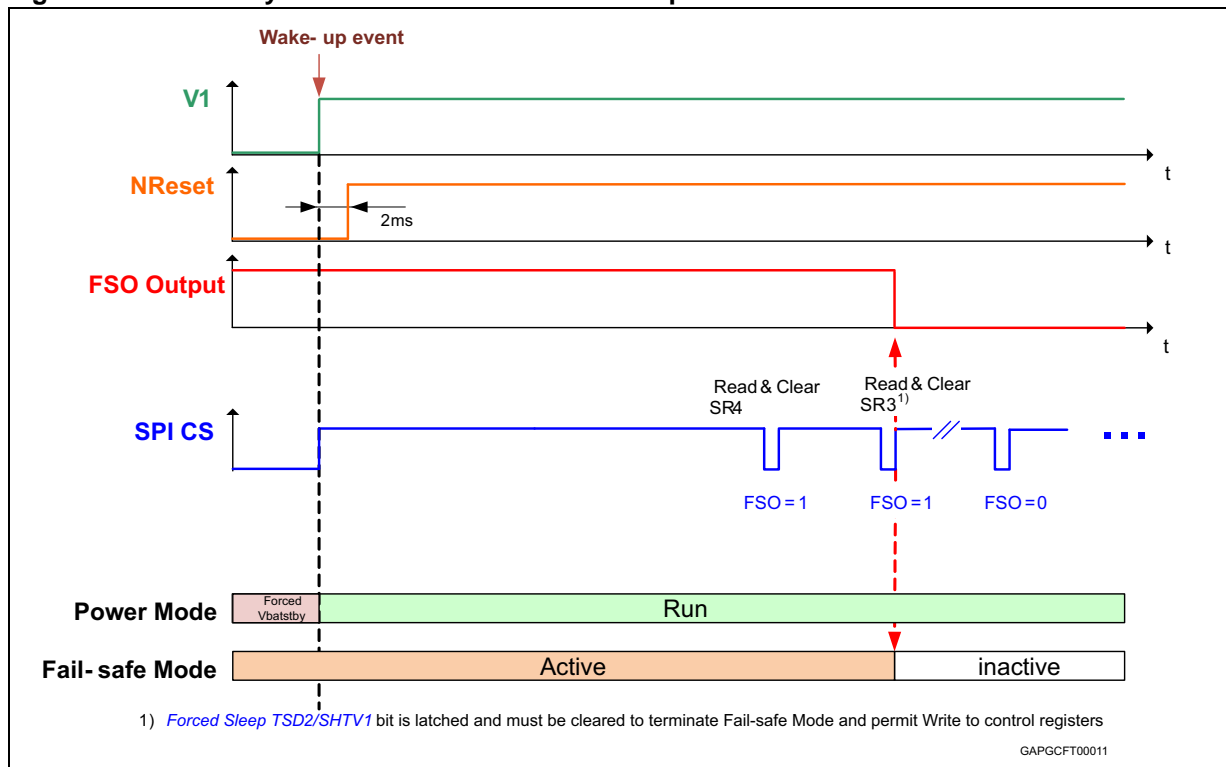 Wake- up event
V1
t
NReset
2ms
t
FSO Output
t
Read & Clear
SR4
Read & Clear
SR3¹⁾
SPI CS
FSO = 1
FSO = 1
FSO = 0
Power Mode
Forced
Vbatstby
Run
Fail- safe Mode
Active
inactive
1) Forced Sleep TSD2/SHTV1 bit is latched and must be cleared to terminate Fail-safe Mode and permit Write to control registers
GAPGCFT00011